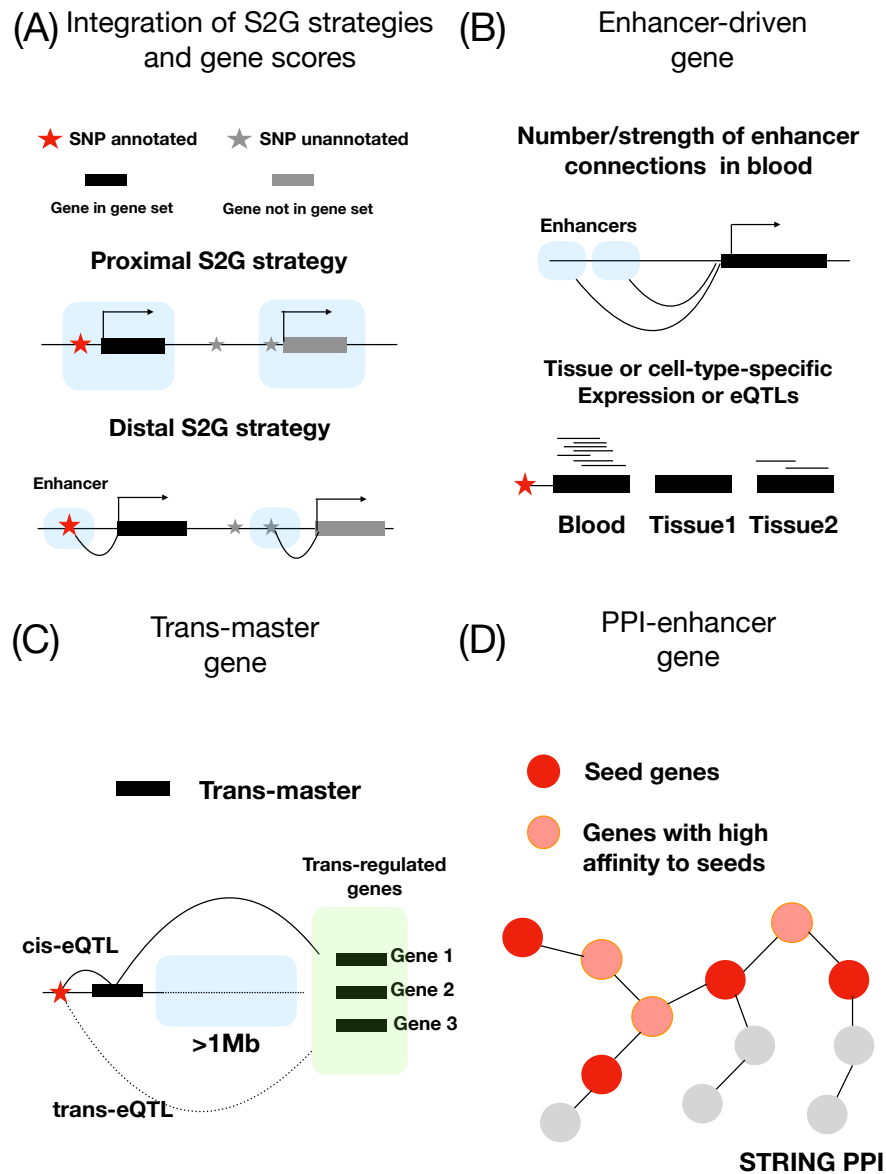 (A) Integration of S2G strategies
and gene scores
SNP annotated
SNP unannotated
Gene in gene set
Gene not in gene set
Proximal S2G strategy
Distal S2G strategy
Enhancer
(B) Enhancer-driven
gene
Number/strength of enhancer
connections in blood
Enhancers
Tissue or cell-type-specific
Expression or eQTLs
Blood
Tissue1
Tissue2
(C) Trans-master
gene
Trans-master
Trans-regulated
genes
cis-eQTL
Gene 1
Gene 2
Gene 3
>1Mb
trans-eQTL
(D) PPI-enhancer
gene
Seed genes
Genes with high
affinity to seeds
STRING PPI